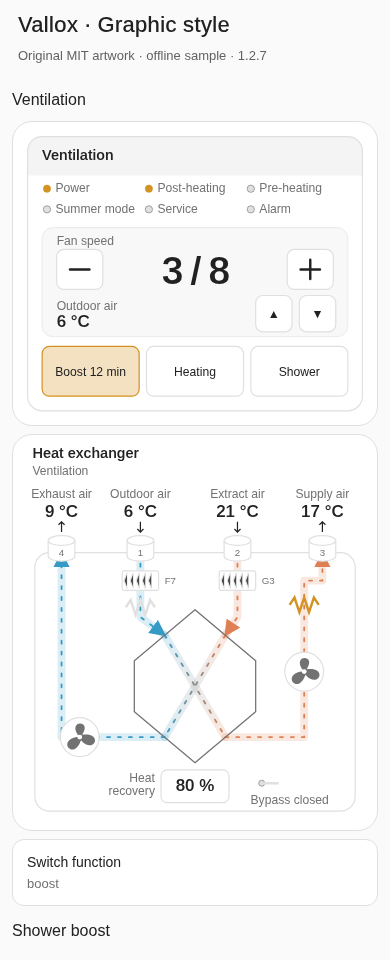 Vallox · Graphic style
Original MIT artwork · offline sample · 1.2.7
Ventilation
Ventilation
Power Post-heating Pre-heating
Summer mode Service Alarm
Fan speed
3 / 8
Outdoor air
6 °C
▲ ▼
Boost 12 min Heating Shower
Heat exchanger
Ventilation
Exhaust air Outdoor air Extract air Supply air
9 °C 6 °C 21 °C 17 °C
↑ ↓ ↓ ↑
4 1 2 3
F7 G3
Heat
recovery
80 %
Bypass closed
Switch function
boost
Shower boost